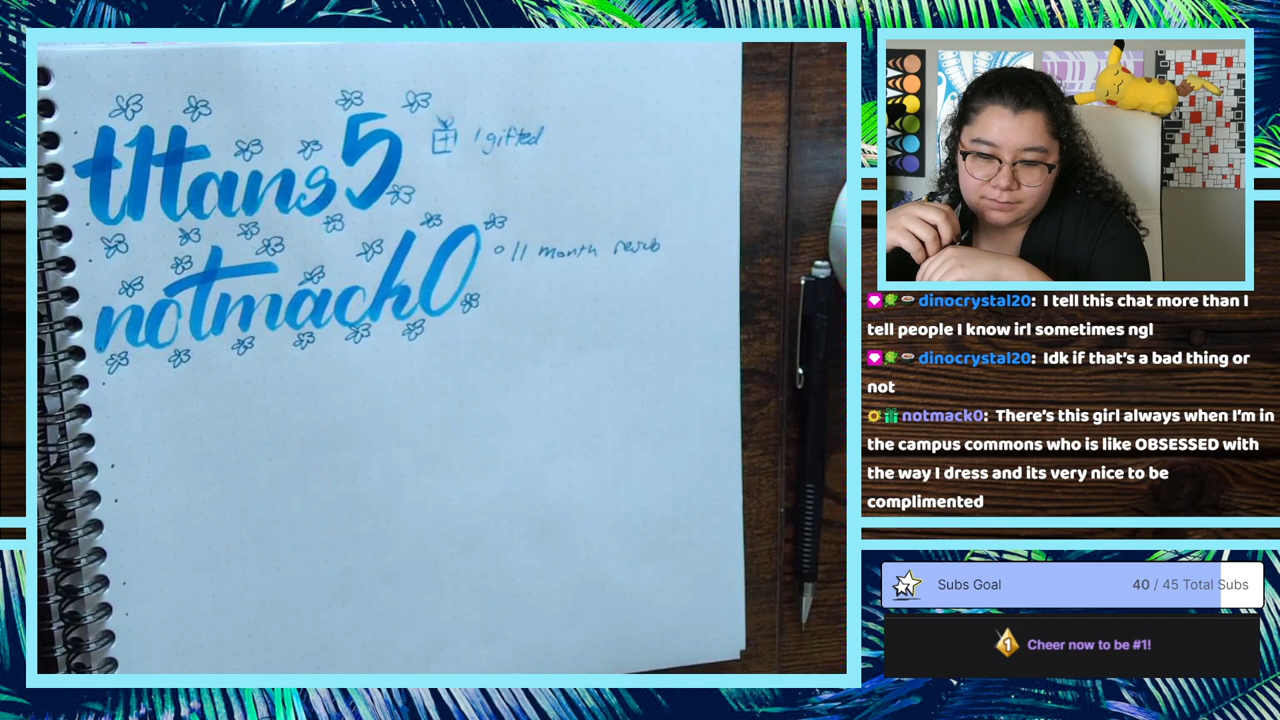 t1tans5
1 gifted
notmack0
11 month resub
dinocrystal20: I tell this chat more than I
tell people I know irl sometimes ngl
dinocrystal20: Idk if that's a bad thing or
not
notmack0: There's this girl always when I'm in
the campus commons who is like OBSESSED with
the way I dress and its very nice to be
complimented
7 Subs Goal 40 / 45 Total Subs
1 Cheer now to be #1!